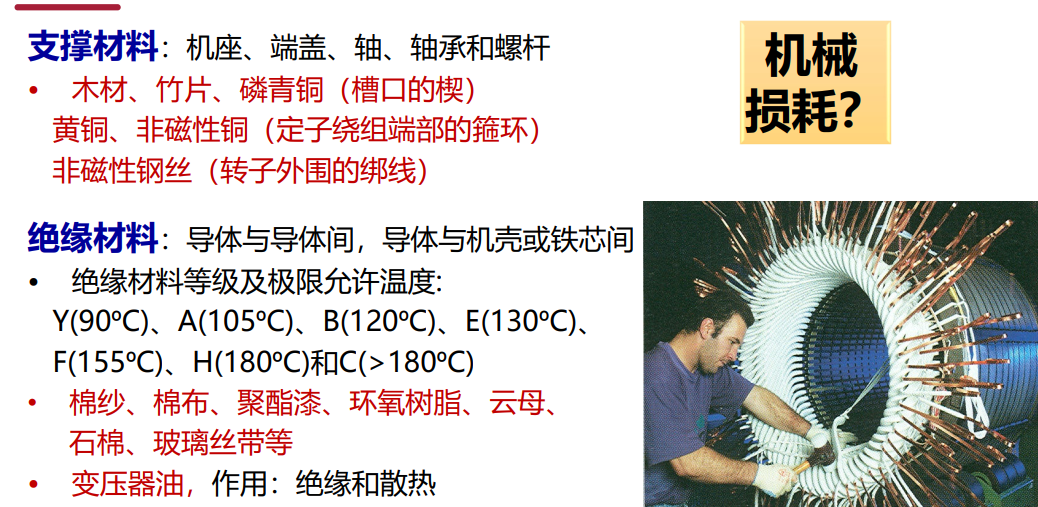 支撑材料：机座、端盖、轴、轴承和螺杆
• 木材、竹片、磷青铜（槽口的楔）
黄铜、非磁性铜（定子绕组端部的箍环）
非磁性钢丝（转子外围的绑线）
机械
损耗？
绝缘材料：导体与导体间，导体与机壳或铁芯间
• 绝缘材料等级及极限允许温度:
Y(90ºC)、A(105ºC)、B(120ºC)、E(130ºC)、
F(155ºC)、H(180ºC)和C(>180ºC)
• 棉纱、棉布、聚酯漆、环氧树脂、云母、
石棉、玻璃丝带等
• 变压器油，作用：绝缘和散热